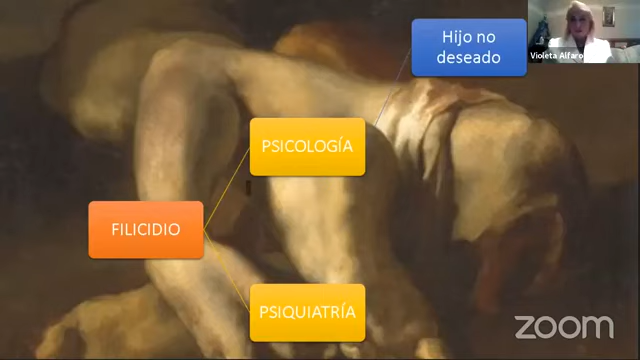 Hijo no
deseado
Violeta Alfaro
PSICOLOGÍA
FILICIDIO
PSIQUIATRÍA
zoom